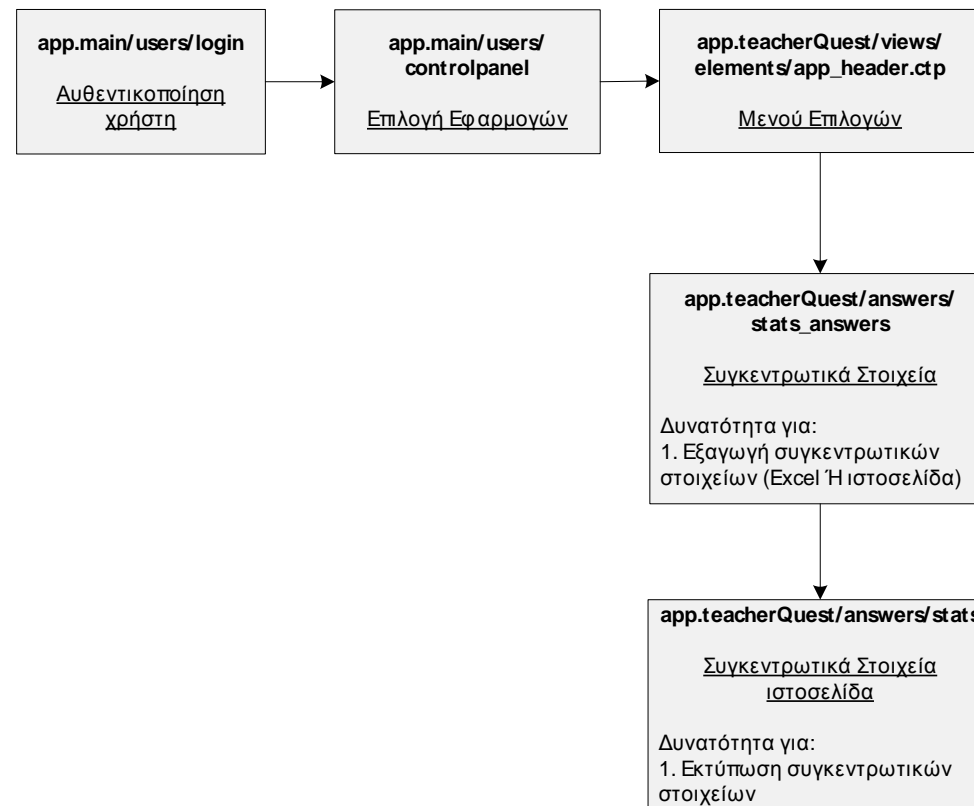 app.main/users/login
Αυθεντικοποίηση
χρήστη
app.main/users/
controlpanel
Επιλογή Εφαρμογών
app.teacherQuest/views/
elements/app_header.ctp
Μενού Επιλογών
app.teacherQuest/answers/
stats_answers
Συγκεντρωτικά Στοιχεία
Δυνατότητα για:
1. Εξαγωγή συγκεντρωτικών
στοιχείων (Excel Ή ιστοσελίδα)
app.teacherQuest/answers/stats
Συγκεντρωτικά Στοιχεία
ιστοσελίδα
Δυνατότητα για:
1. Εκτύπωση συγκεντρωτικών
στοιχείων